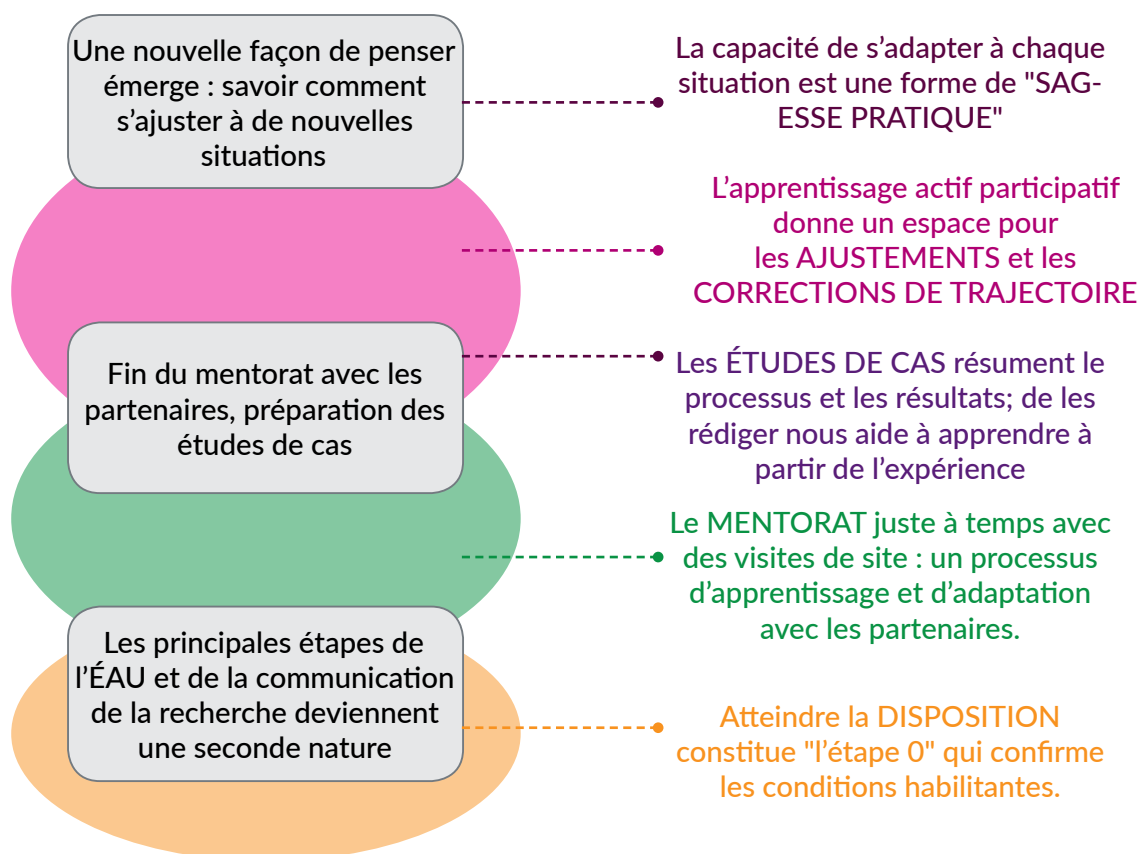 Une nouvelle façon de penser
émerge : savoir comment
s’ajuster à de nouvelles
situations
La capacité de s’adapter à chaque
situation est une forme de "SAG-
ESSE PRATIQUE"
L’apprentissage actif participatif
donne un espace pour
les AJUSTEMENTS et les
CORRECTIONS DE TRAJECTOIRE
Fin du mentorat avec les
partenaires, préparation des
études de cas
Les ÉTUDES DE CAS résument le
processus et les résultats; de les
rédiger nous aide à apprendre à
partir de l’expérience
Le MENTORAT juste à temps avec
des visites de site : un processus
d’apprentissage et d’adaptation
avec les partenaires.
Les principales étapes de
l’ÉAU et de la communication
de la recherche deviennent
une seconde nature
Atteindre la DISPOSITION
constitue "l’étape 0" qui confirme
les conditions habilitantes.